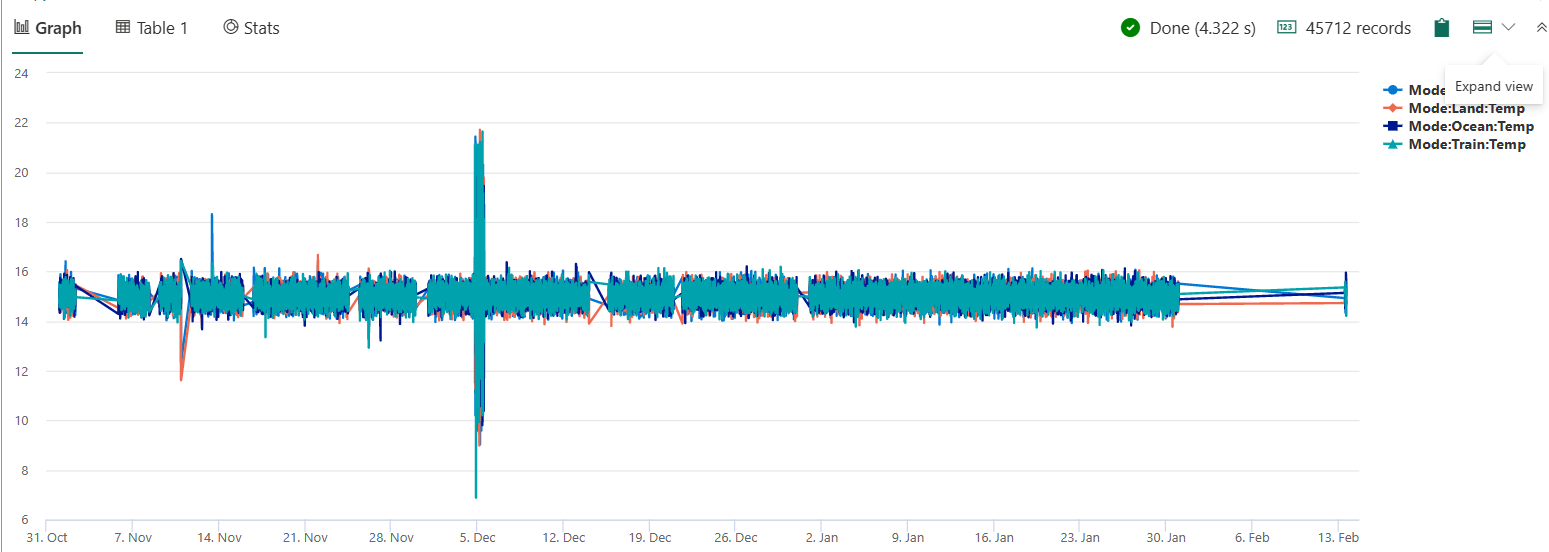 Graph Table 1 Stats Done (4.322 s) 123 45712 records
Expand view
24
22
20
18
16
14
12
10
8
6
31. Oct 7. Nov 14. Nov 21. Nov 28. Nov 5. Dec 12. Dec 19. Dec 26. Dec 2. Jan 9. Jan 16. Jan 23. Jan 30. Jan 6. Feb 13. Feb
Mode
Mode:Land:Temp
Mode:Ocean:Temp
Mode:Train:Temp